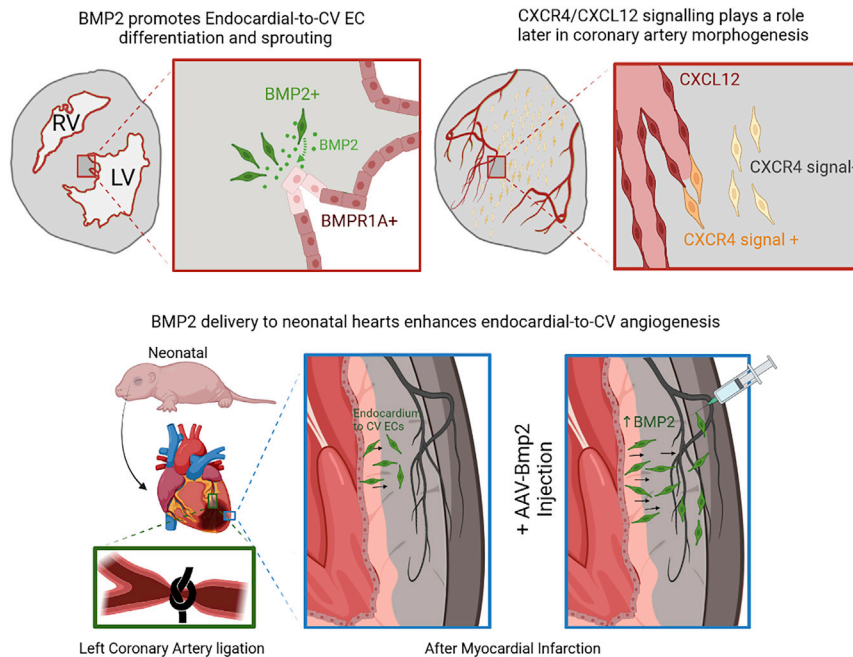 BMP2 promotes Endocardial-to-CV EC
differentiation and sprouting
CXCR4/CXCL12 signalling plays a role
later in coronary artery morphogenesis
RV
LV
BMP2+
BMP2
BMPR1A+
CXCL12
CXCR4 signal-
CXCR4 signal +
BMP2 delivery to neonatal hearts enhances endocardial-to-CV angiogenesis
Neonatal
Endocardium
to CV ECs
+ AAV-Bmp2
Injection
↑BMP2
Left Coronary Artery ligation
After Myocardial Infarction